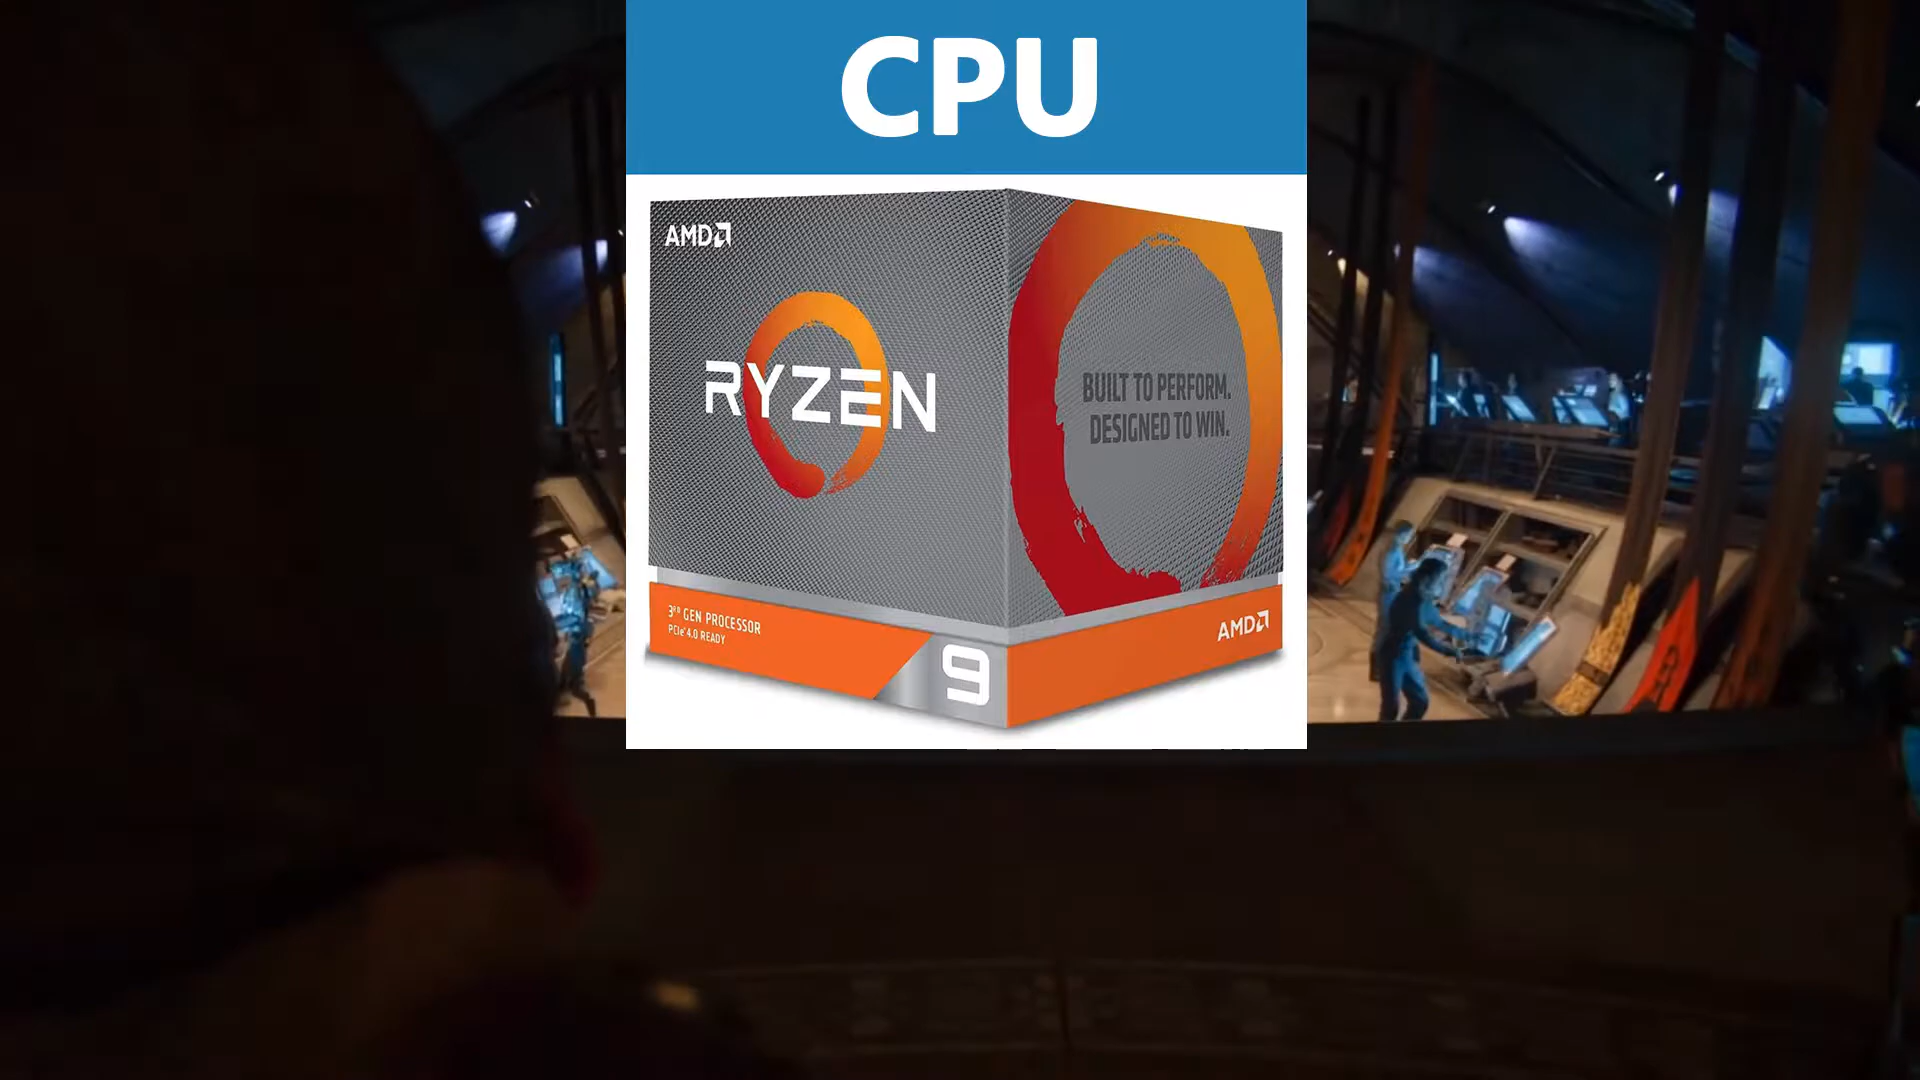 CPU
AMD
RYZEN
BUILT TO PERFORM.
DESIGNED TO WIN.
3RD GEN PROCESSOR
PCIe® 4.0 READY
9
AMD